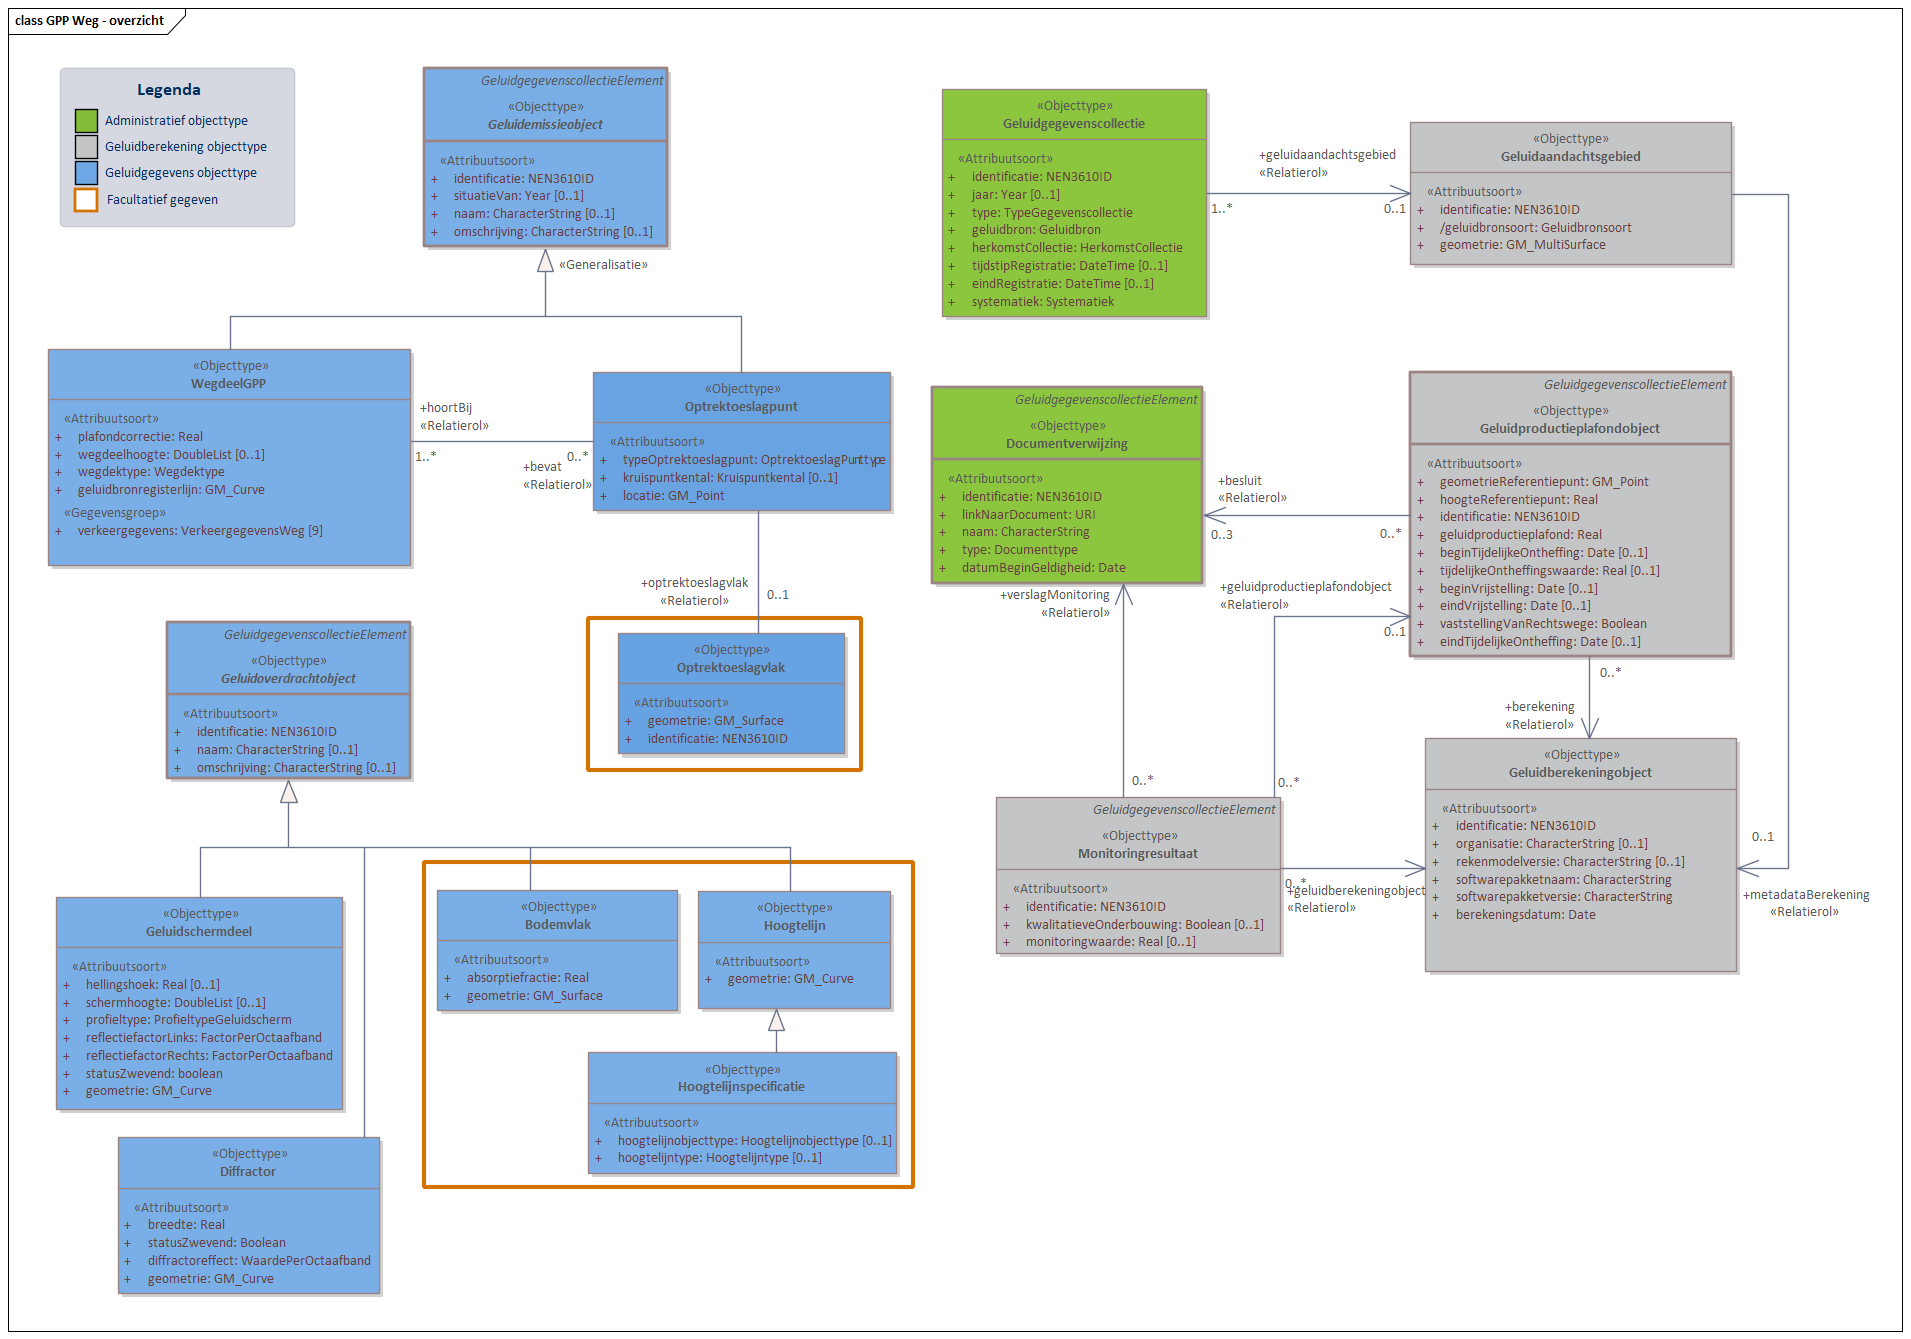 class GPP Weg - overzicht
Legenda
Administratief objecttype
Geluidberekening objecttype
Geluidgegevens objecttype
Facultatief gegeven
GeluidgegevenscollectieElement
«Objecttype»
Geluidemissieobject
«Attribuutsoort»
+ identificatie: NEN3610ID
+ situatieVan: Year [0..1]
+ naam: CharacterString [0..1]
+ omschrijving: CharacterString [0..1]
«Generalisatie»
«Objecttype»
WegdeelGPP
«Attribuutsoort»
+ plafondcorrectie: Real
+ wegdeelhoogte: DoubleList [0..1]
+ wegdektype: Wegdektype
+ geluidbronregisterlijn: GM_Curve
«Gegevensgroep»
+ verkeergegevens: VerkeergegevensWeg [9]
+hoortBij
«Relatierol»
1..*
0..*
+bevat
«Relatierol»
«Objecttype»
Optrektoeslagpunt
«Attribuutsoort»
+ typeOptrektoeslagpunt: OptrektoeslagPunttype
+ kruispuntkental: Kruispuntkental [0..1]
+ locatie: GM_Point
+optrektoeslagvlak
«Relatierol»
0..1
«Objecttype»
Optrektoeslagvlak
«Attribuutsoort»
+ geometrie: GM_Surface
+ identificatie: NEN3610ID
GeluidgegevenscollectieElement
«Objecttype»
Geluidoverdrachtobject
«Attribuutsoort»
+ identificatie: NEN3610ID
+ naam: CharacterString [0..1]
+ omschrijving: CharacterString [0..1]
«Objecttype»
Geluidschermdeel
«Attribuutsoort»
+ hellingshoek: Real [0..1]
+ schermhoogte: DoubleList [0..1]
+ profieltype: ProfieltypeGeluidscherm
+ reflectiefactorLinks: FactorPerOctaafband
+ reflectiefactorRechts: FactorPerOctaafband
+ statusZwevend: boolean
+ geometrie: GM_Curve
«Objecttype»
Diffractor
«Attribuutsoort»
+ breedte: Real
+ statusZwevend: Boolean
+ diffractoreffect: WaardePerOctaafband
+ geometrie: GM_Curve
«Objecttype»
Bodemvlak
«Attribuutsoort»
+ absorptiefractie: Real
+ geometrie: GM_Surface
«Objecttype»
Hoogtelijn
«Attribuutsoort»
+ geometrie: GM_Curve
«Objecttype»
Hoogtelijnspecificatie
«Attribuutsoort»
+ hoogtelijnobjecttype: Hoogtelijnobjecttype [0..1]
+ hoogtelijntype: Hoogtelijntype [0..1]
«Objecttype»
Geluidgegevenscollectie
«Attribuutsoort»
+ identificatie: NEN3610ID
+ jaar: Year [0..1]
+ type: TypeGegevenscollectie
+ geluidbron: Geluidbron
+ herkomstCollectie: HerkomstCollectie
+ tijdstipRegistratie: DateTime [0..1]
+ eindRegistratie: DateTime [0..1]
+ systematiek: Systematiek
+geluidaandachtsgebied
«Relatierol»
1..*
0..1
«Objecttype»
Geluidaandachtsgebied
«Attribuutsoort»
+ identificatie: NEN3610ID
+ /geluidbronsoort: Geluidbronsoort
+ geometrie: GM_MultiSurface
GeluidgegevenscollectieElement
«Objecttype»
Documentverwijzing
«Attribuutsoort»
+ identificatie: NEN3610ID
+ linkNaarDocument: URI
+ naam: CharacterString
+ type: Documenttype
+ datumBeginGeldigheid: Date
+besluit
«Relatierol»
0..3
0..*
GeluidgegevenscollectieElement
«Objecttype»
Geluidproductieplafondobject
«Attribuutsoort»
+ geometrieReferentiepunt: GM_Point
+ hoogteReferentiepunt: Real
+ identificatie: NEN3610ID
+ geluidproductieplafond: Real
+ beginTijdelijkeOntheffing: Date [0..1]
+ tijdelijkeOntheffingswaarde: Real [0..1]
+ beginVrijstelling: Date [0..1]
+ eindVrijstelling: Date [0..1]
+ vaststellingVanRechtswege: Boolean
+ eindTijdelijkeOntheffing: Date [0..1]
+verslagMonitoring
«Relatierol»
0..*
+geluidproductieplafondobject
«Relatierol»
0..1
0..*
0..*
+berekening
«Relatierol»
GeluidgegevenscollectieElement
«Objecttype»
Monitoringresultaat
«Attribuutsoort»
+ identificatie: NEN3610ID
+ kwalitatieveOnderbouwing: Boolean [0..1]
+ monitoringwaarde: Real [0..1]
0..*
+geluidberekeningobject
«Relatierol»
«Objecttype»
Geluidberekeningobject
«Attribuutsoort»
+ identificatie: NEN3610ID
+ organisatie: CharacterString [0..1]
+ rekenmodelversie: CharacterString [0..1]
+ softwarepakketnaam: CharacterString
+ softwarepakketversie: CharacterString
+ berekeningsdatum: Date
0..1
+metadataBerekening
«Relatierol»